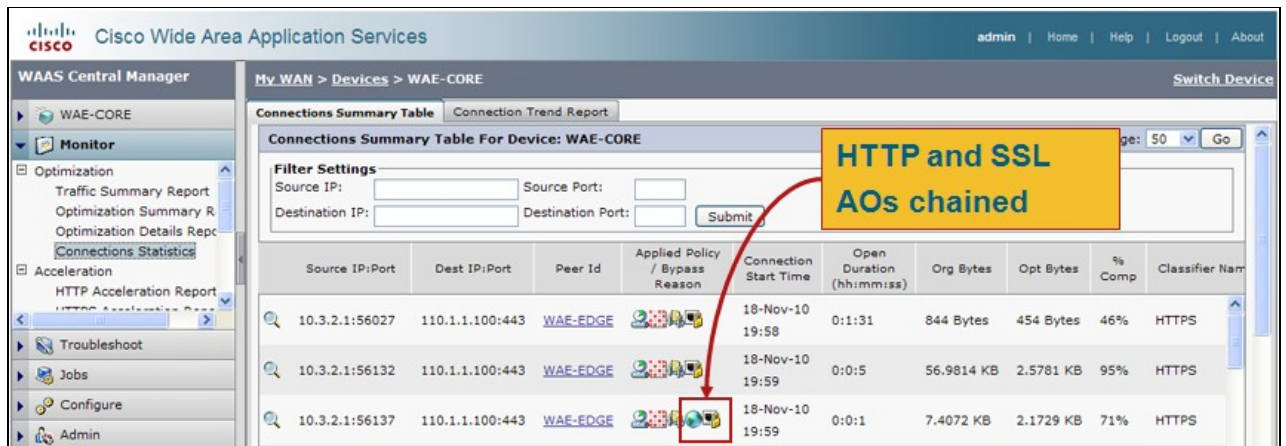 CISCO
Cisco Wide Area Application Services
admin | Home | Help | Logout | About
WAAS Central Manager
My WAN > Devices > WAE-CORE
Switch Device
WAE-CORE
Monitor
Optimization
Traffic Summary Report
Optimization Summary R
Optimization Details Repc
Connections Statistics
Acceleration
HTTP Acceleration Report
Troubleshoot
Jobs
Configure
Admin
Connections Summary Table
Connection Trend Report
Connections Summary Table For Device: WAE-CORE
ge: 50 Go
HTTP and SSL
AOs chained
Filter Settings
Source IP:
Source Port:
Destination IP:
Destination Port:
Submit
Source IP:Port
Dest IP:Port
Peer Id
Applied Policy
/ Bypass
Reason
Connection
Start Time
Open
Duration
(hh:mm:ss)
Org Bytes
Opt Bytes
%
Comp
Classifier Nam
10.3.2.1:56027 110.1.1.100:443 WAE-EDGE 18-Nov-10 19:58 0:1:31 844 Bytes 454 Bytes 46% HTTPS
10.3.2.1:56132 110.1.1.100:443 WAE-EDGE 18-Nov-10 19:59 0:0:5 56.9814 KB 2.5781 KB 95% HTTPS
10.3.2.1:56137 110.1.1.100:443 WAE-EDGE 18-Nov-10 19:59 0:0:1 7.4072 KB 2.1729 KB 71% HTTPS